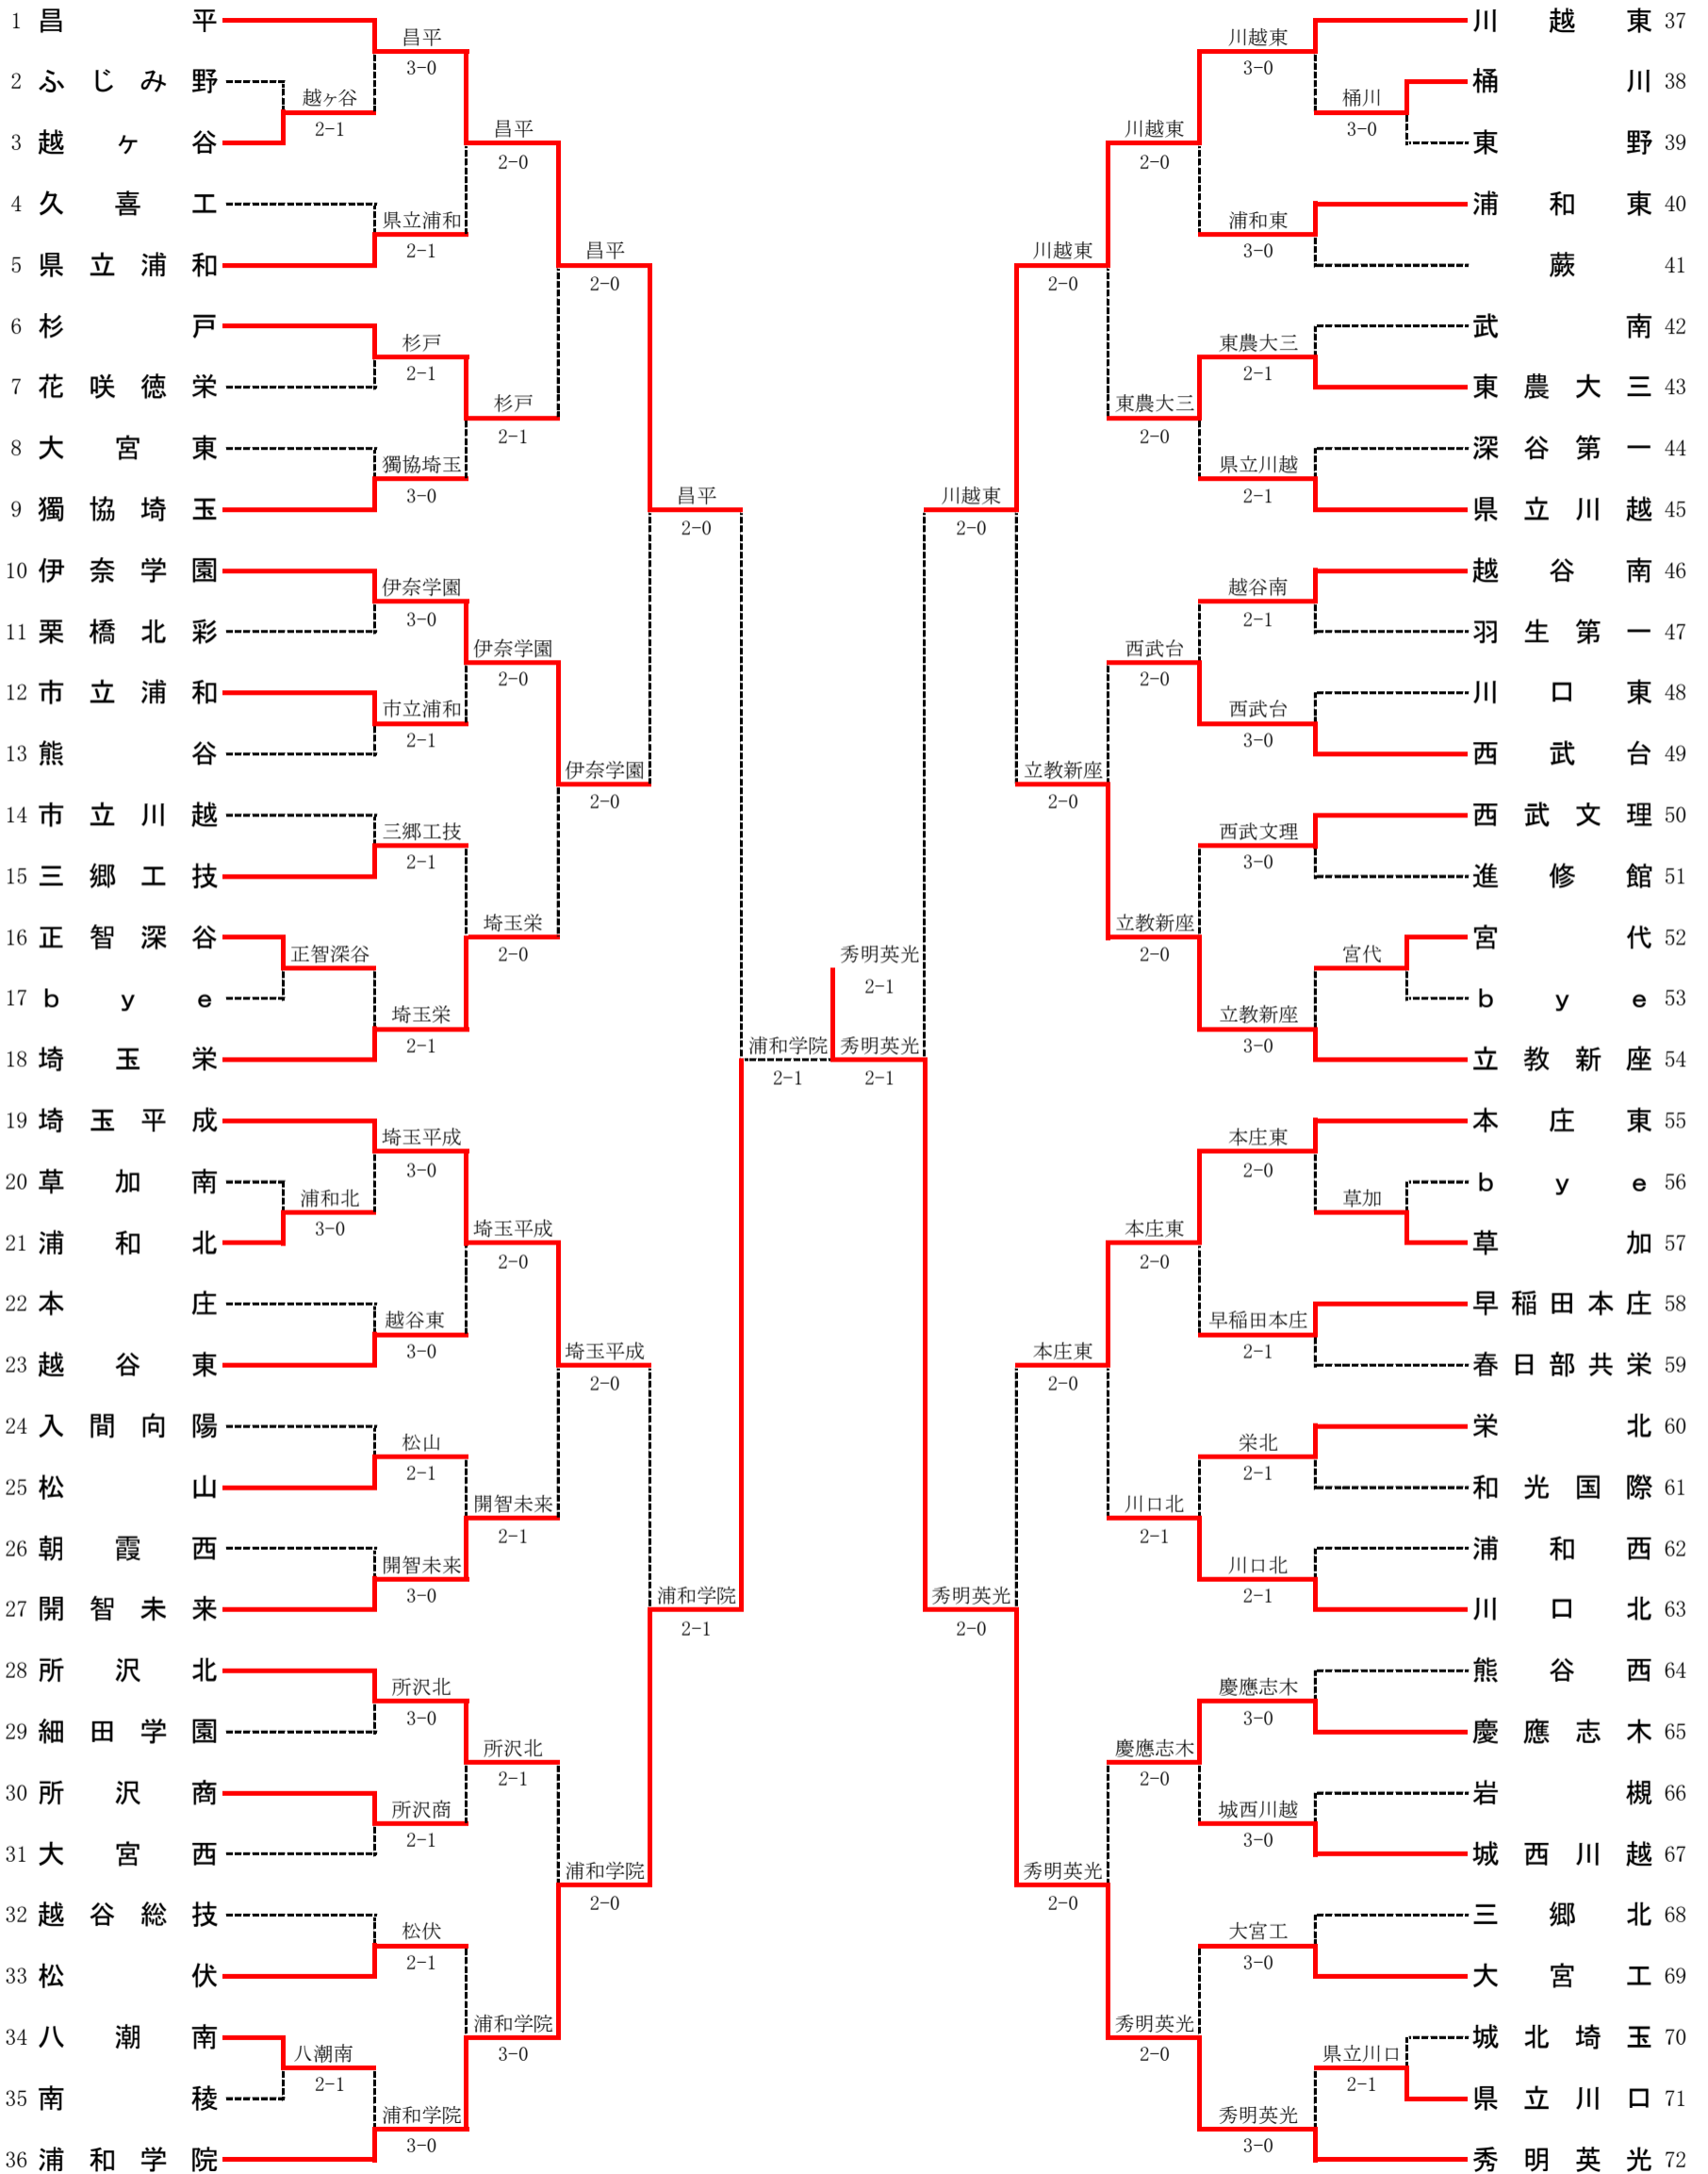 1 昌平
昌平
3-0
2 ふじみ野
越ヶ谷
2-1
3 越ヶ谷
昌平
2-0
4 久喜工
県立浦和
2-1
5 県立浦和
昌平
2-0
6 杉戸
杉戸
2-1
7 花咲徳栄
杉戸
2-1
8 大宮東
獨協埼玉
3-0
9 獨協埼玉
昌平
2-0
10 伊奈学園
伊奈学園
3-0
11 栗橋北彩
伊奈学園
2-0
12 市立浦和
市立浦和
2-1
13 熊谷
伊奈学園
2-0
14 市立川越
三郷工技
2-1
15 三郷工技
埼玉栄
2-0
16 正智深谷
正智深谷
17 bye
埼玉栄
2-1
18 埼玉栄
浦和学院
2-1
19 埼玉平成
埼玉平成
3-0
20 草加南
浦和北
3-0
21 浦和北
埼玉平成
2-0
22 本庄
越谷東
3-0
23 越谷東
埼玉平成
2-0
24 入間向陽
松山
2-1
25 松山
開智未来
2-1
26 朝霞西
開智未来
3-0
27 開智未来
浦和学院
2-1
28 所沢北
所沢北
3-0
29 細田学園
所沢北
2-1
30 所沢商
所沢商
2-1
31 大宮西
浦和学院
2-0
32 越谷総技
松伏
2-1
33 松伏
浦和学院
3-0
34 八潮南
八潮南
2-1
35 南稜
浦和学院
3-0
36 浦和学院
秀明英光
2-1
秀明英光
2-1
川越東 37
川越東
3-0
桶川 38
桶川
3-0
東野 39
川越東
2-0
浦和東 40
浦和東
3-0
蕨 41
川越東
2-0
武南 42
東農大三
2-1
東農大三 43
東農大三
2-0
深谷第一 44
県立川越
2-1
県立川越 45
川越東
2-0
越谷南 46
越谷南
2-1
羽生第一 47
西武台
2-0
川口東 48
西武台
3-0
西武台 49
立教新座
2-0
西武文理 50
西武文理
3-0
進修館 51
立教新座
2-0
宮代 52
宮代
bye 53
立教新座
3-0
立教新座 54
本庄東 55
本庄東
2-0
bye 56
草加
草加 57
本庄東
2-0
早稲田本庄 58
早稲田本庄
2-1
春日部共栄 59
本庄東
2-0
栄北 60
栄北
2-1
和光国際 61
川口北
2-1
浦和西 62
川口北
2-1
川口北 63
秀明英光
2-0
熊谷西 64
慶應志木
3-0
慶應志木 65
慶應志木
2-0
岩槻 66
城西川越
3-0
城西川越 67
秀明英光
2-0
三郷北 68
大宮工
3-0
大宮工 69
秀明英光
2-0
城北埼玉 70
県立川口
2-1
県立川口 71
秀明英光
3-0
秀明英光 72